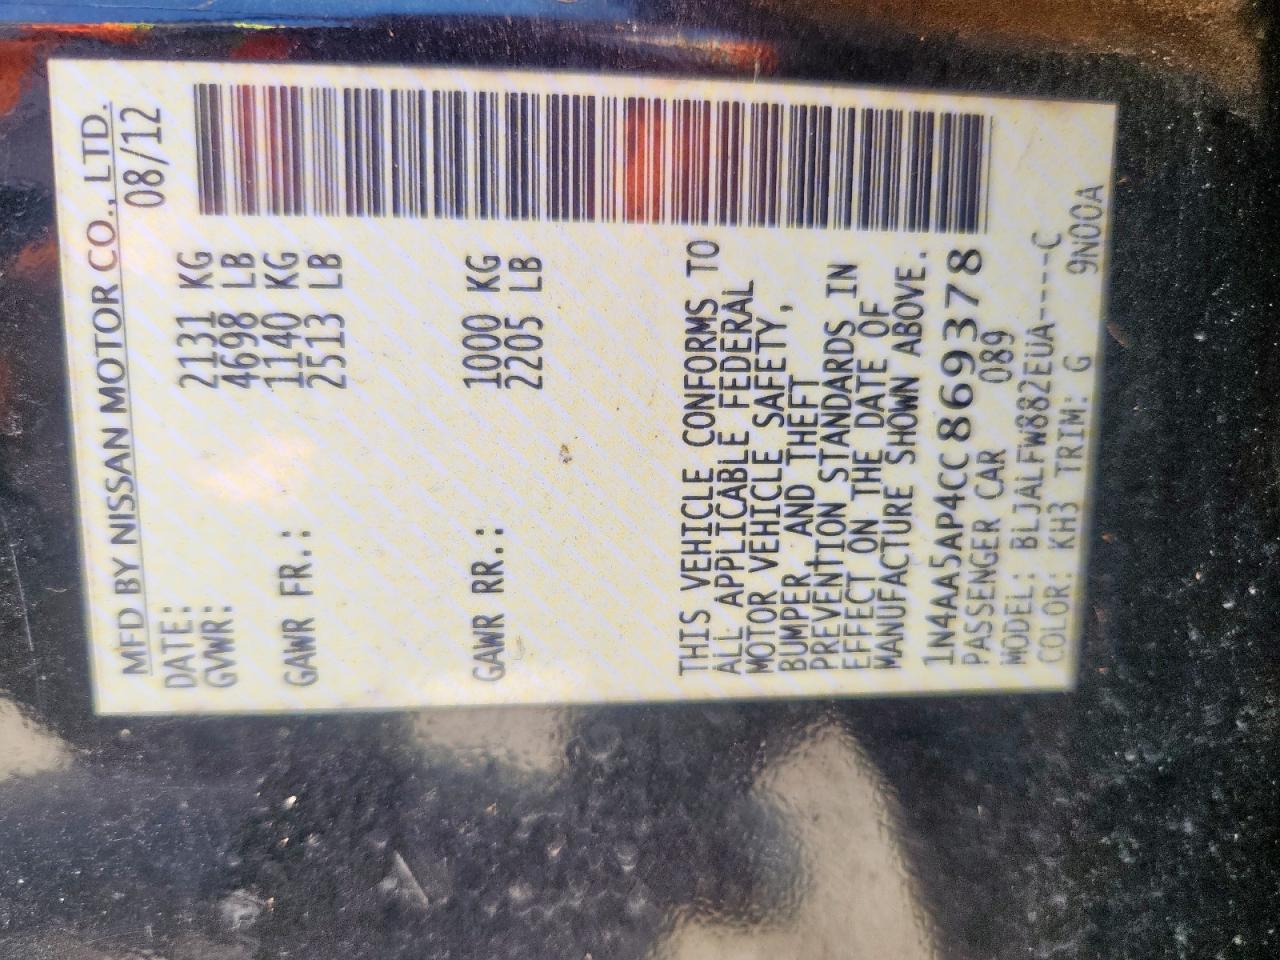 MFD BY NISSAN MOTOR CO., LTD.
DATE: 08/12
GVWR: 2131 KG
4698 LB
GAWR FR.: 1140 KG
2513 LB
GAWR RR.: 1000 KG
2205 LB
THIS VEHICLE CONFORMS TO
ALL APPLICABLE FEDERAL
MOTOR VEHICLE SAFETY,
BUMPER, AND THEFT
PREVENTION STANDARDS IN
EFFECT ON THE DATE OF
MANUFACTURE SHOWN ABOVE.
1N4AA5AP4CC869378
PASSENGER CAR 089
MODEL: BLJALFW882EUA-----C
COLOR: KH3 TRIM: G 9N00A